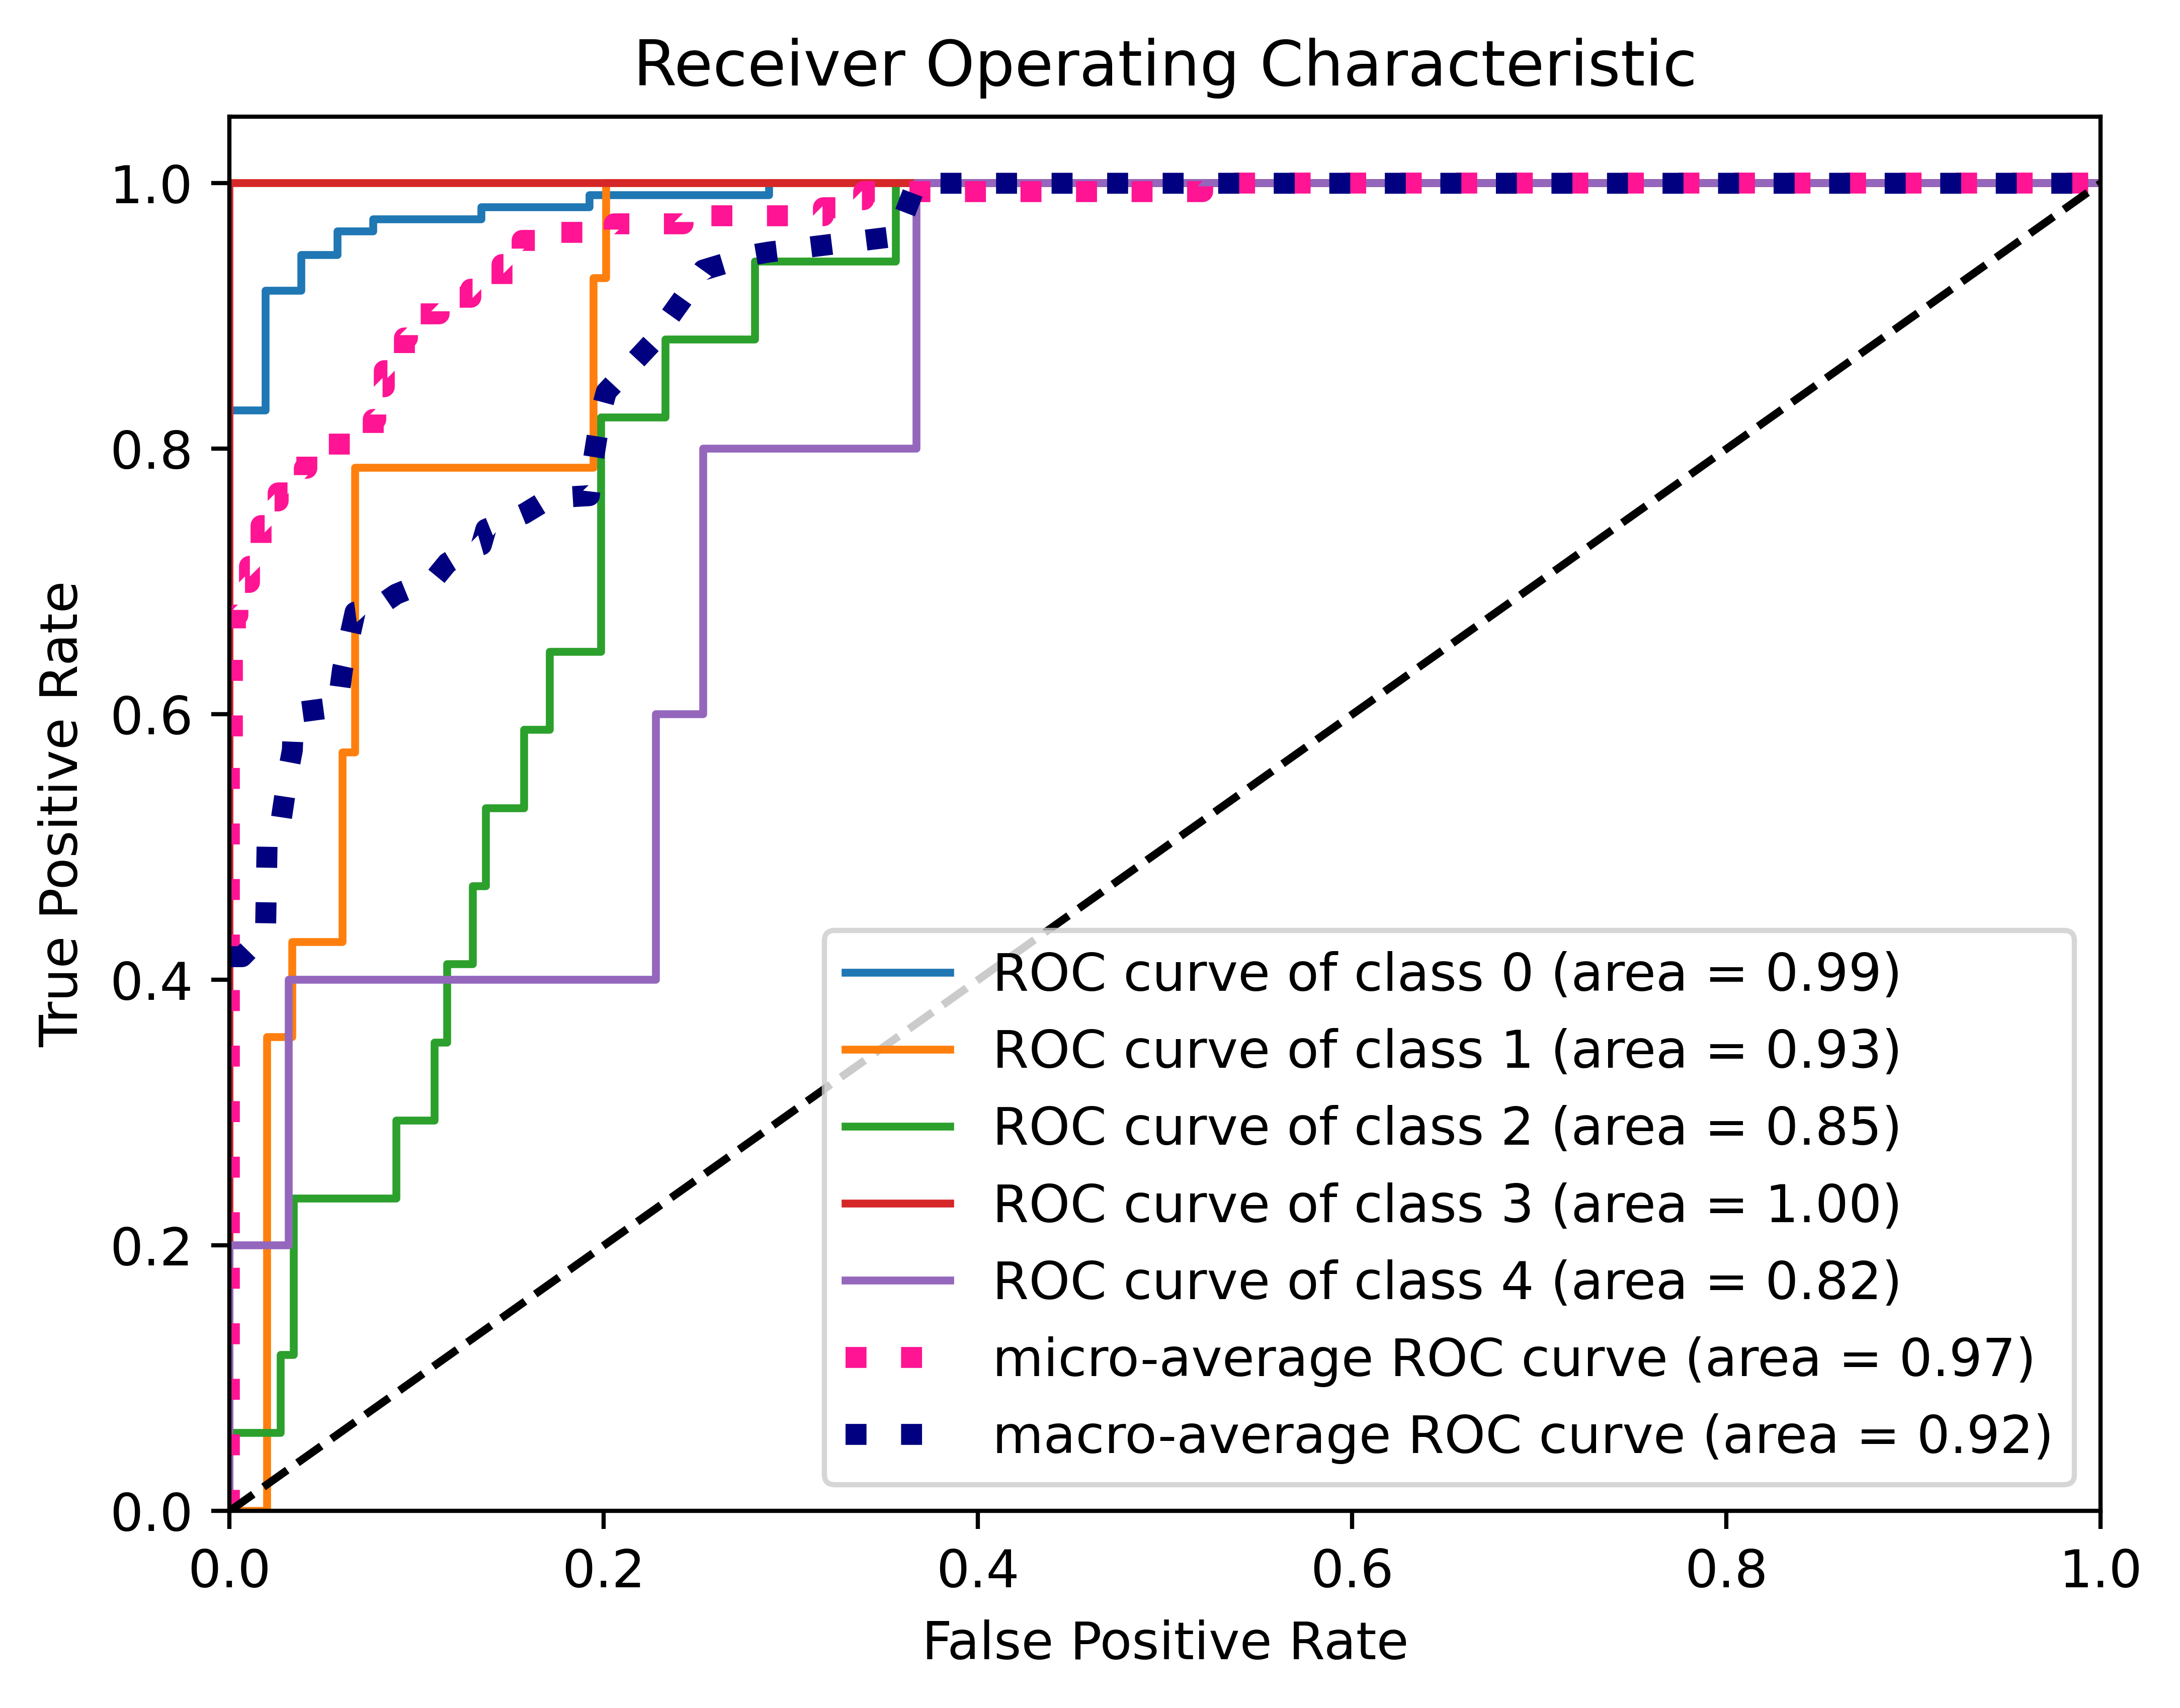 Receiver Operating Characteristic
1.0
0.8
0.6
0.4
0.2
0.0
True Positive Rate
ROC curve of class 0 (area = 0.99)
ROC curve of class 1 (area = 0.93)
ROC curve of class 2 (area = 0.85)
ROC curve of class 3 (area = 1.00)
ROC curve of class 4 (area = 0.82)
micro-average ROC curve (area = 0.97)
macro-average ROC curve (area = 0.92)
0.0 0.2 0.4 0.6 0.8 1.0
False Positive Rate